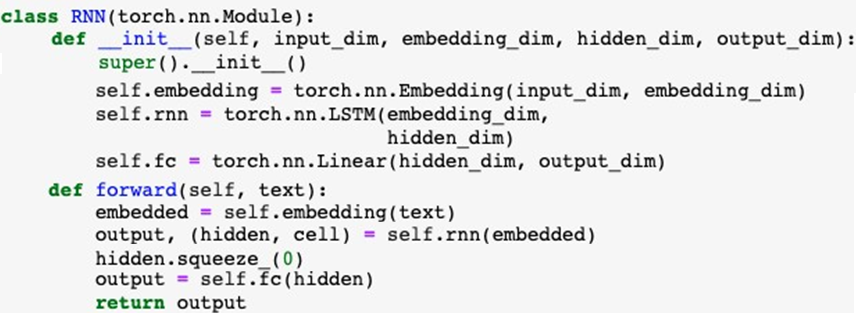 class RNN(torch.nn.Module):
    def __init__(self, input_dim, embedding_dim, hidden_dim, output_dim):
        super().__init__()
        self.embedding = torch.nn.Embedding(input_dim, embedding_dim)
        self.rnn = torch.nn.LSTM(embedding_dim,
                                 hidden_dim)
        self.fc = torch.nn.Linear(hidden_dim, output_dim)
    def forward(self, text):
        embedded = self.embedding(text)
        output, (hidden, cell) = self.rnn(embedded)
        hidden.squeeze_(0)
        output = self.fc(hidden)
        return output